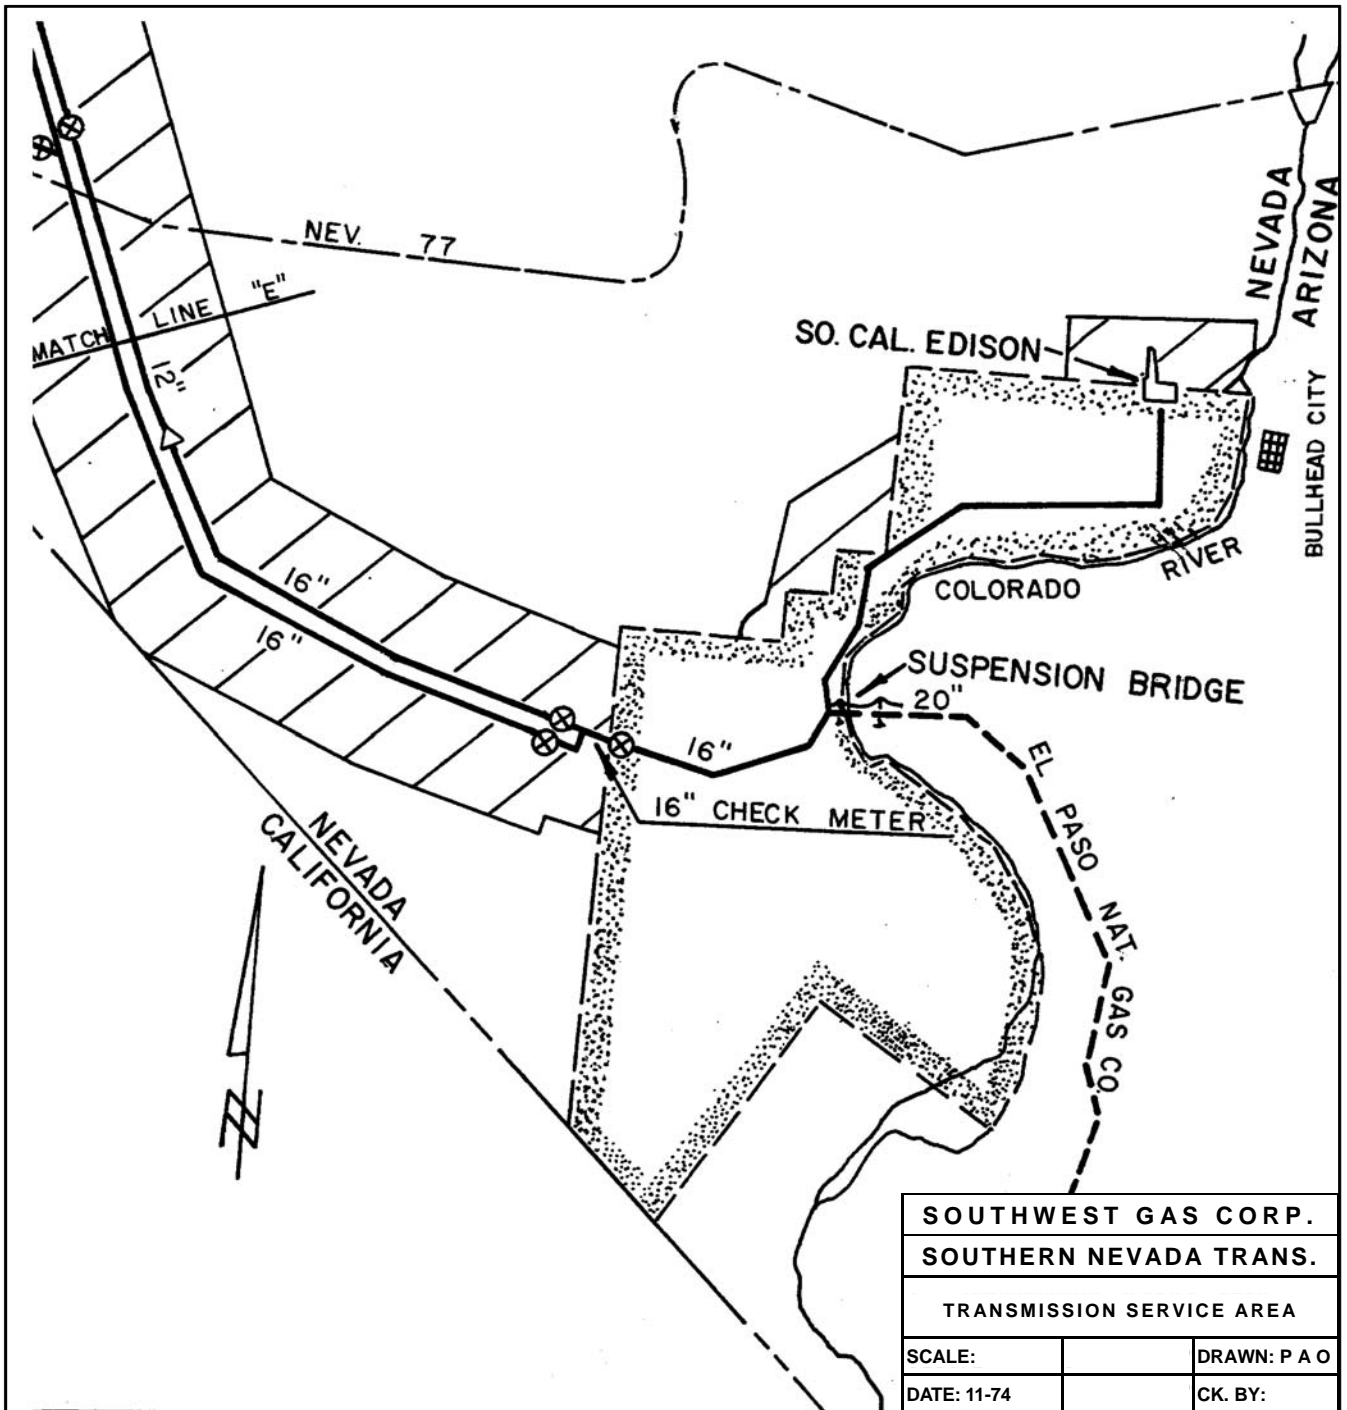 NEV. 77
NEVADA
ARIZONA
MATCH LINE "E"
12"
SO. CAL. EDISON
BULLHEAD CITY
16"
16"
COLORADO RIVER
SUSPENSION BRIDGE
20"
16"
EL PASO NAT. GAS CO.
16" CHECK METER
NEVADA
CALIFORNIA
N
SOUTHWEST GAS CORP.
SOUTHERN NEVADA TRANS.
TRANSMISSION SERVICE AREA
SCALE:
DRAWN: P A O
DATE: 11-74
CK. BY: